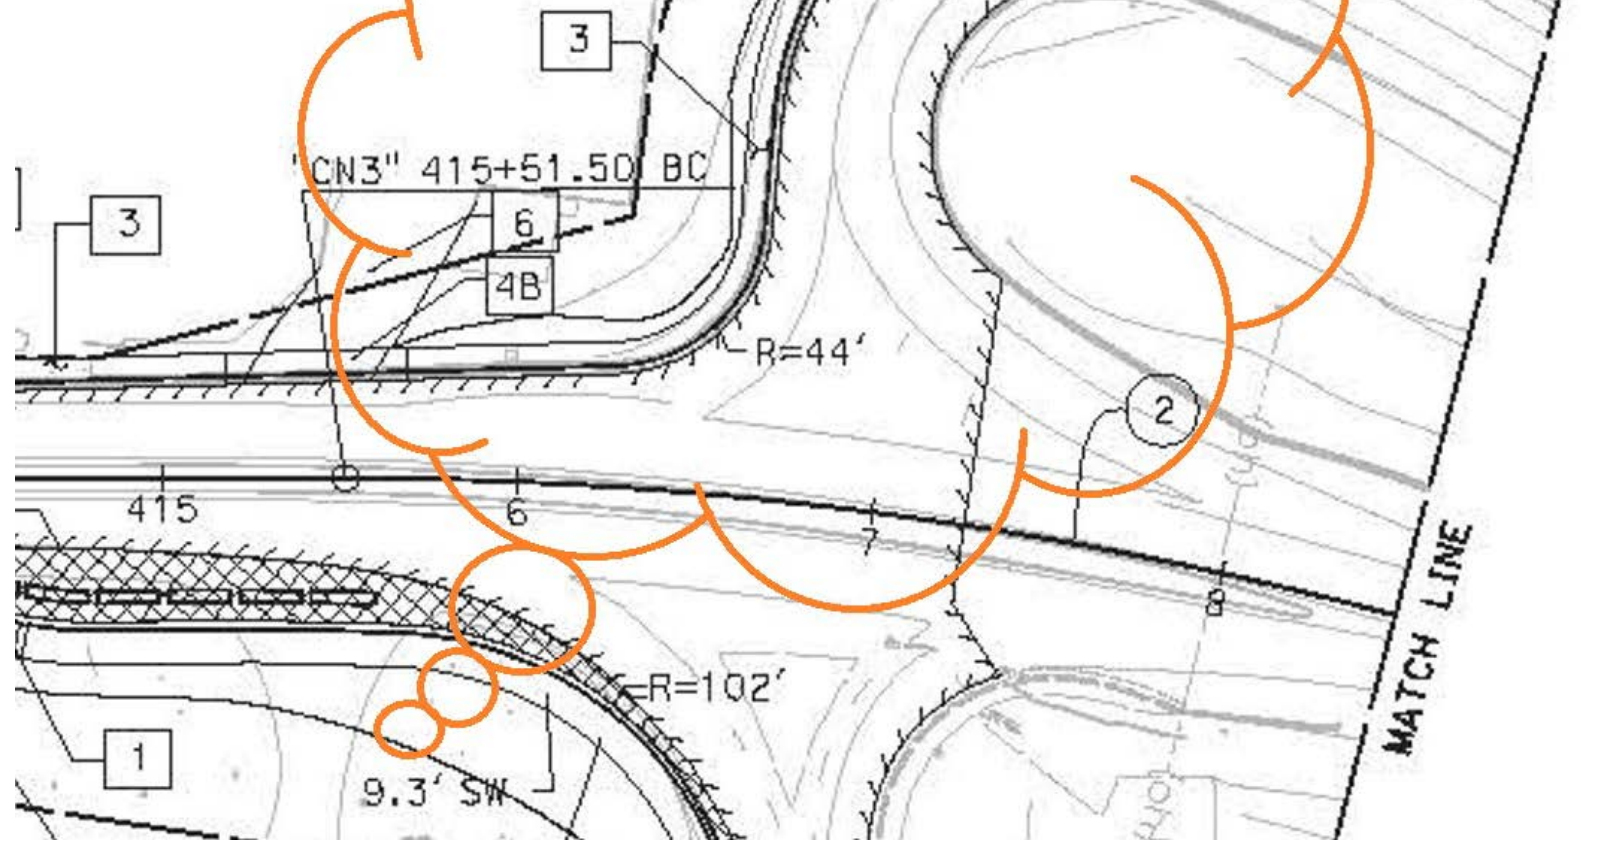 3
"CN3" 415+51.50 BC
3
6
4B
R=44'
2
415
6
7
8
R=102'
1
9.3' SW
MATCH LINE